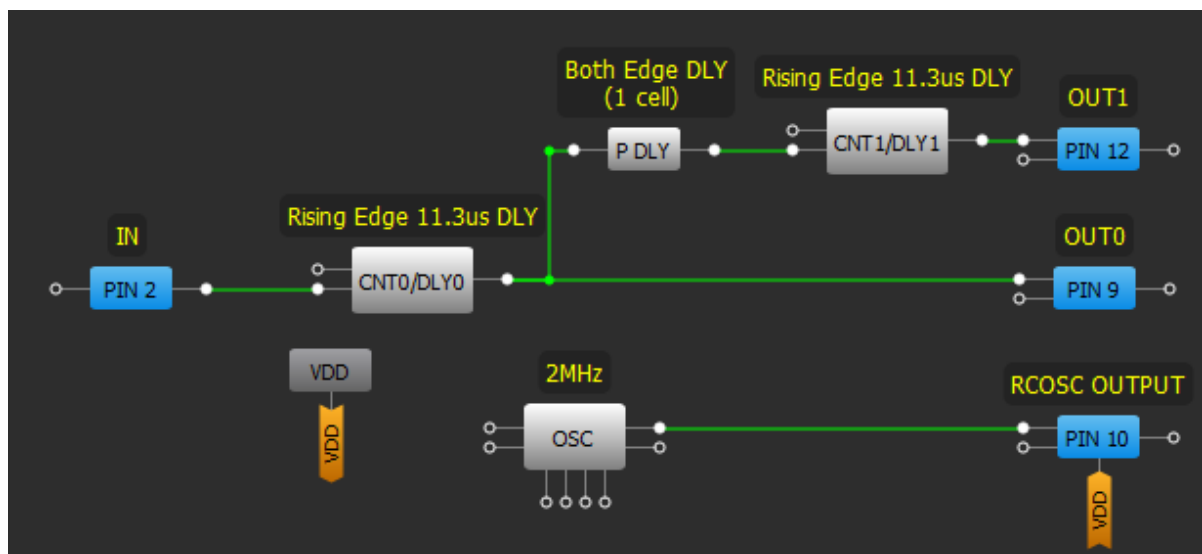 Both Edge DLY
(1 cell)
Rising Edge 11.3us DLY
OUT1
P DLY
CNT1/DLY1
PIN 12
IN
Rising Edge 11.3us DLY
OUT0
PIN 2
CNT0/DLY0
PIN 9
VDD
2MHz
RCOSC OUTPUT
VDD
OSC
PIN 10
VDD